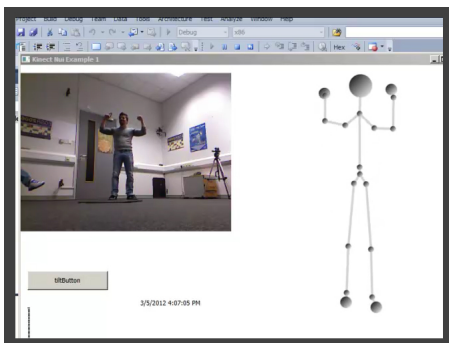 Project Build Debug Team Data Tools Architecture Test Analyze Window Help
Debug x86
Hex
Kinect Nui Example 1
tiltButton
3/5/2012 4:07:05 PM